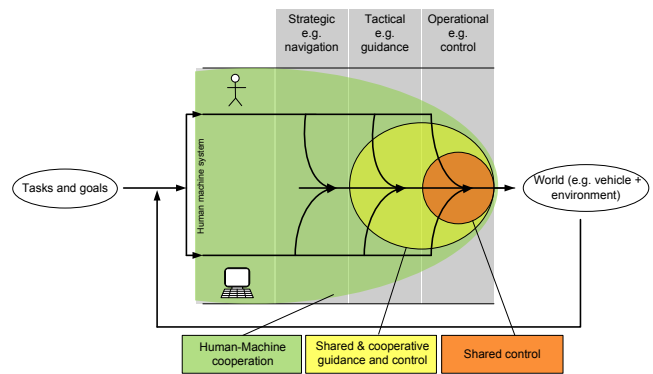 Strategic
e.g.
navigation
Tactical
e.g.
guidance
Operational
e.g.
control
Human machine system
Tasks and goals
World (e.g. vehicle +
environment)
Human-Machine
cooperation
Shared & cooperative
guidance and control
Shared control